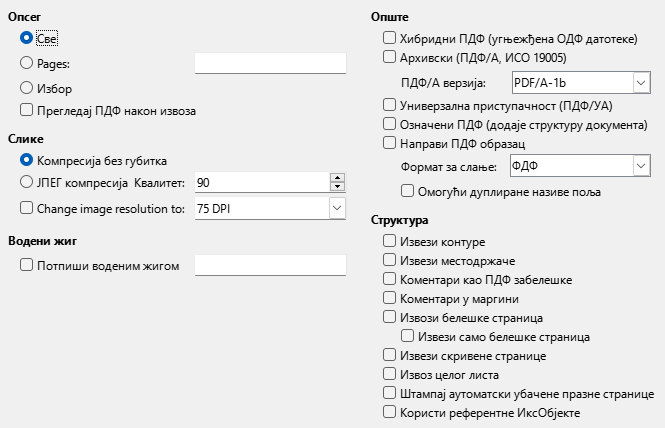 Опсег
Све
Pages:
Избор
Прегледај ПДФ након извоза
Слике
Компресија без губитка
ЈПЕГ компресија Квалитет: 90
Change image resolution to: 75 DPI
Водени жиг
Потпиши воденим жигом
Опште
Хибридни ПДФ (угњежђена ОДФ датотеке)
Архивски (ПДФ/А, ИСО 19005)
ПДФ/А верзија: PDF/A-1b
Универзална приступачност (ПДФ/УА)
Означени ПДФ (додаје структуру документа)
Направи ПДФ образац
Формат за слање: ФДФ
Омогући дуплиране називе поља
Структура
Извези контуре
Извези местодржаче
Коментари као ПДФ забелешке
Коментари у маргини
Извози белешке страница
Извези само белешке страница
Извези скривене странице
Извоз целог листа
Штампај аутоматски убачене празне странице
Користи референтне ИксОбјекте